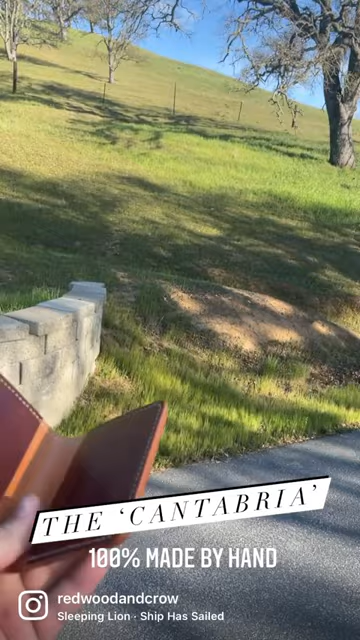 THE ‘CANTABRIA’
100% MADE BY HAND
redwoodandcrow
Sleeping Lion · Ship Has Sailed